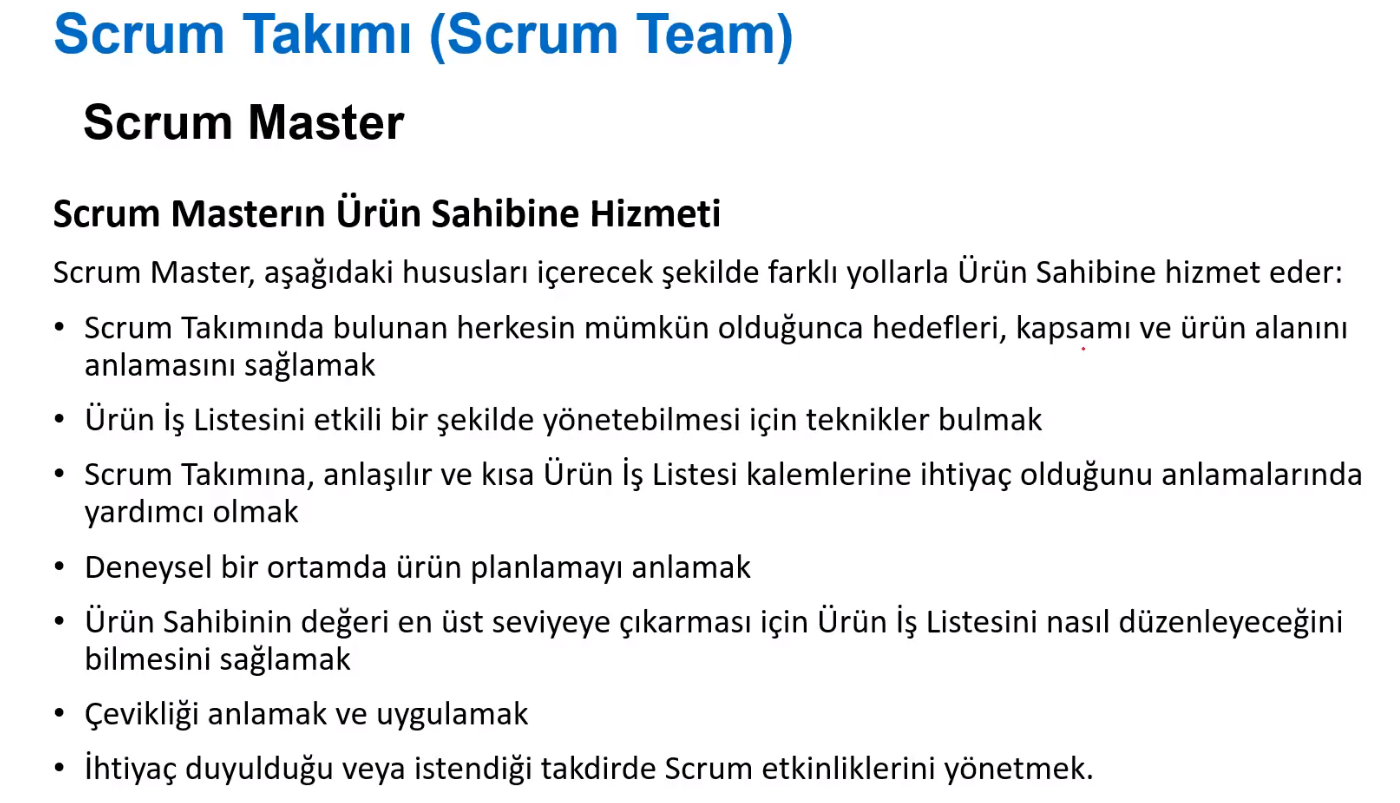 Scrum Takımı (Scrum Team)
Scrum Master
Scrum Masterın Ürün Sahibine Hizmeti
Scrum Master, aşağıdaki hususları içerecek şekilde farklı yollarla Ürün Sahibine hizmet eder:
• Scrum Takımında bulunan herkesin mümkün olduğunca hedefleri, kapsamı ve ürün alanını
anlamasını sağlamak
• Ürün İş Listesini etkili bir şekilde yönetebilmesi için teknikler bulmak
• Scrum Takımına, anlaşılır ve kısa Ürün İş Listesi kalemlerine ihtiyaç olduğunu anlamalarında
yardımcı olmak
• Deneysel bir ortamda ürün planlamayı anlamak
• Ürün Sahibinin değeri en üst seviyeye çıkarması için Ürün İş Listesini nasıl düzenleyeceğini
bilmesini sağlamak
• Çevikliği anlamak ve uygulamak
• İhtiyaç duyulduğu veya istendiği takdirde Scrum etkinliklerini yönetmek.